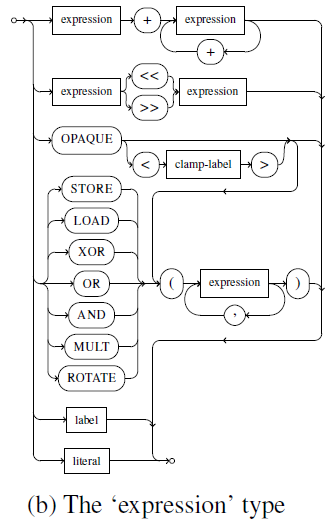 expression + expression
+
<<
expression expression
>>
OPAQUE
< clamp-label >
STORE
LOAD
XOR
OR ( expression )
,
AND
MULT
ROTATE
label
literal
(b) The ‘expression’ type